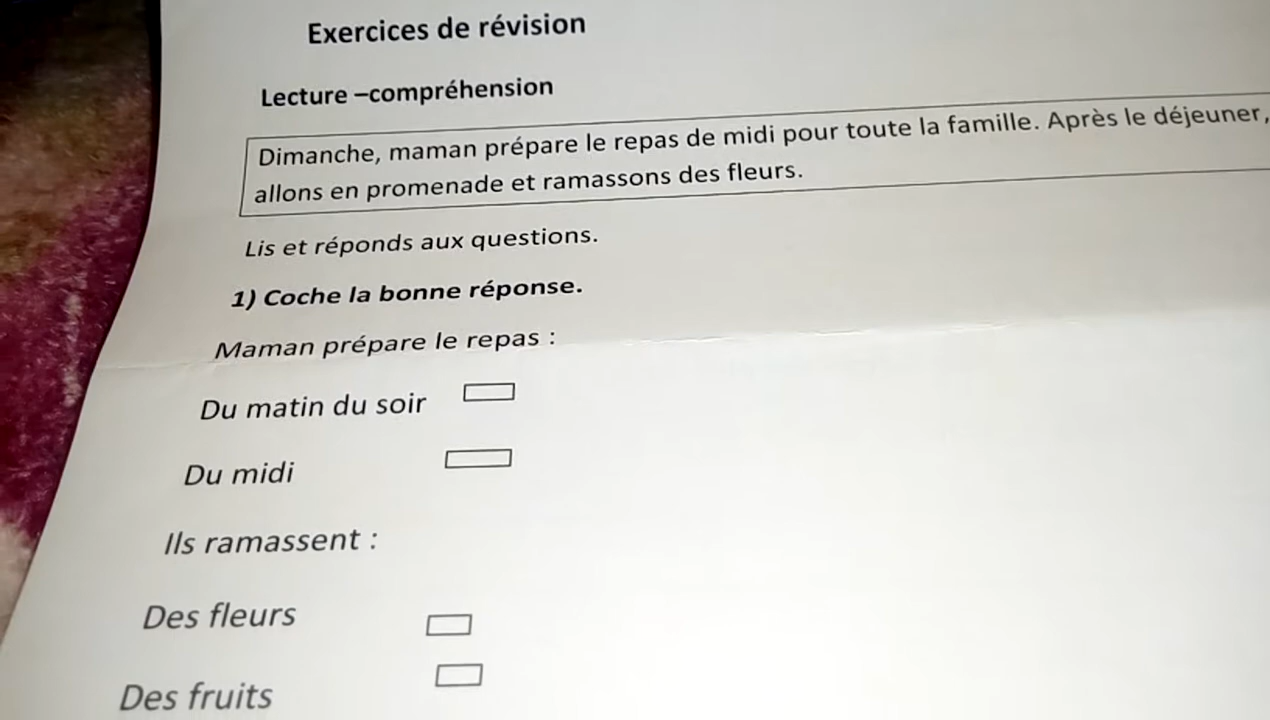 Exercices de révision
Lecture –compréhension
Dimanche, maman prépare le repas de midi pour toute la famille. Après le déjeuner,
allons en promenade et ramassons des fleurs.
Lis et réponds aux questions.
1) Coche la bonne réponse.
Maman prépare le repas :
Du matin du soir
Du midi
Ils ramassent :
Des fleurs
Des fruits